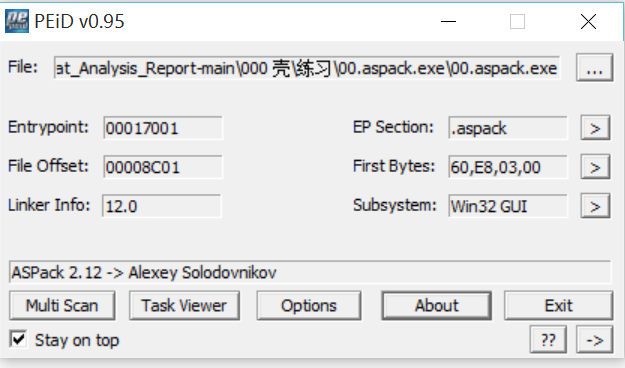 PEiD v0.95
File: at_Analysis_Report-main\000 壳\练习\00.aspack.exe\00.aspack.exe ...
Entrypoint: 00017001 EP Section: .aspack >
File Offset: 00008C01 First Bytes: 60,E8,03,00 >
Linker Info: 12.0 Subsystem: Win32 GUI >
ASPack 2.12 -> Alexey Solodovnikov
Multi Scan Task Viewer Options About Exit
Stay on top ?? ->